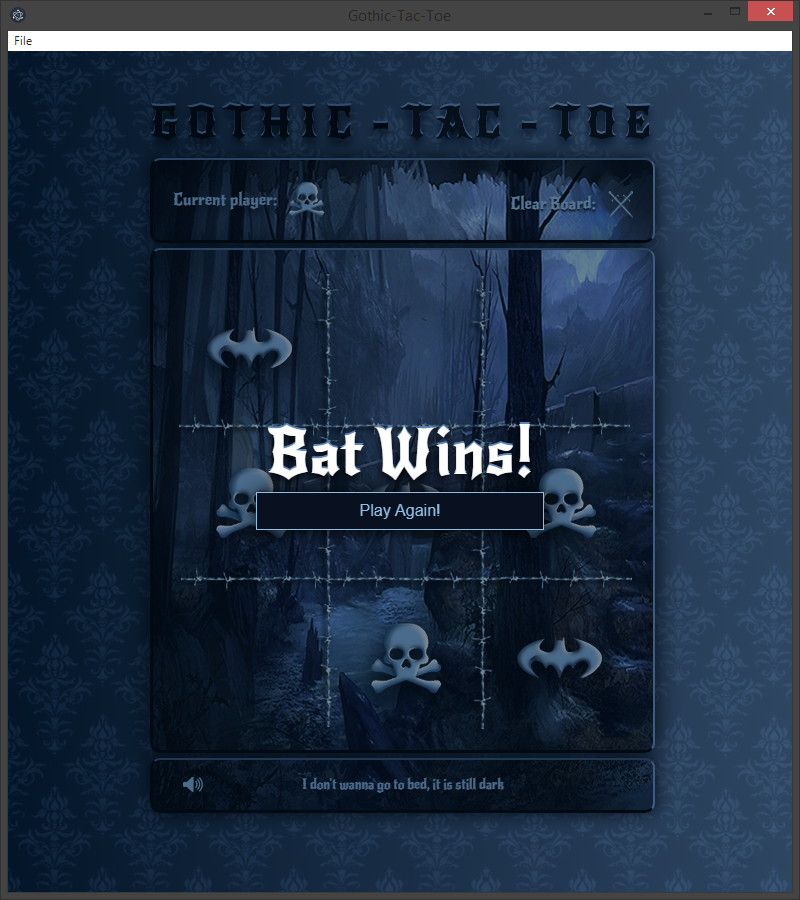 Gothic-Tac-Toe
File
GOTHIC - TAC - TOE
Current player:
Clear Board:
Bat Wins!
Play Again!
I don't wanna go to bed, it is still dark